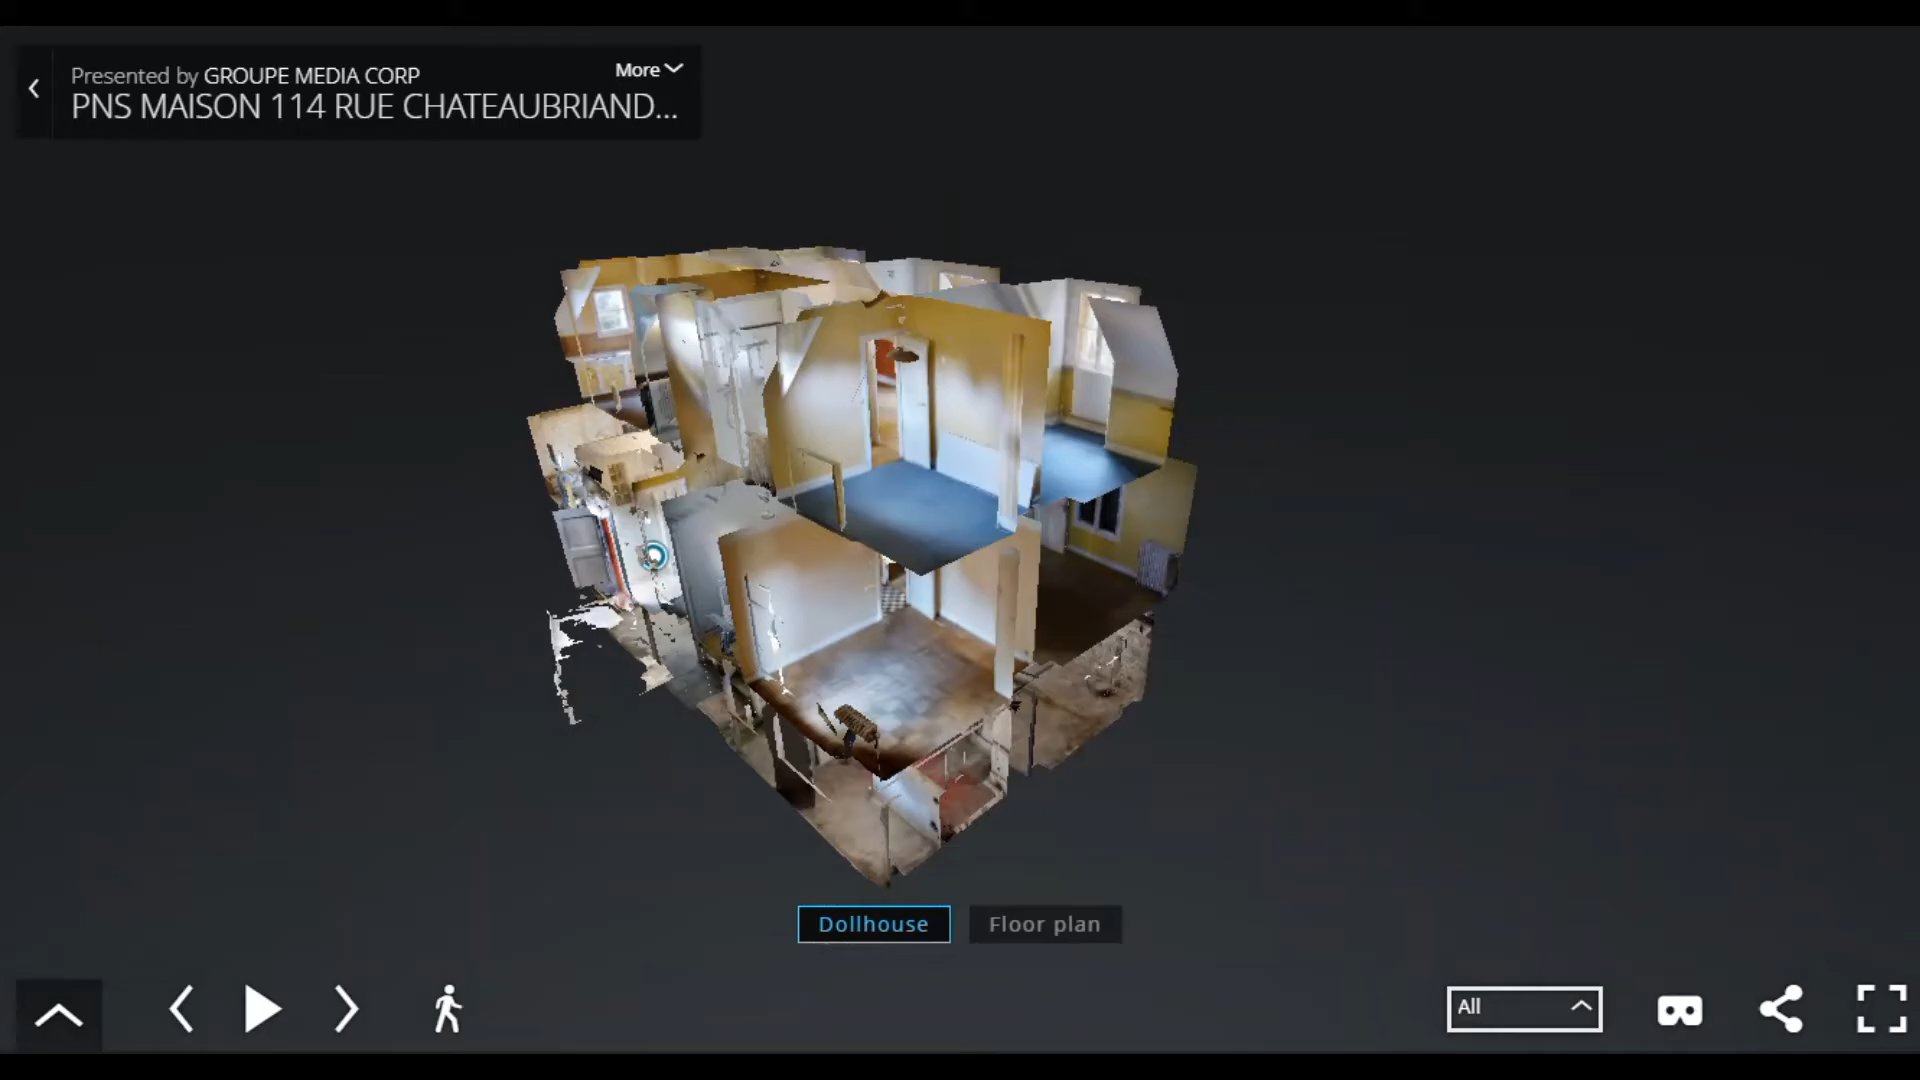 Presented by GROUPE MEDIA CORP
More
PNS MAISON 114 RUE CHATEAUBRIAND...
Dollhouse
Floor plan
All